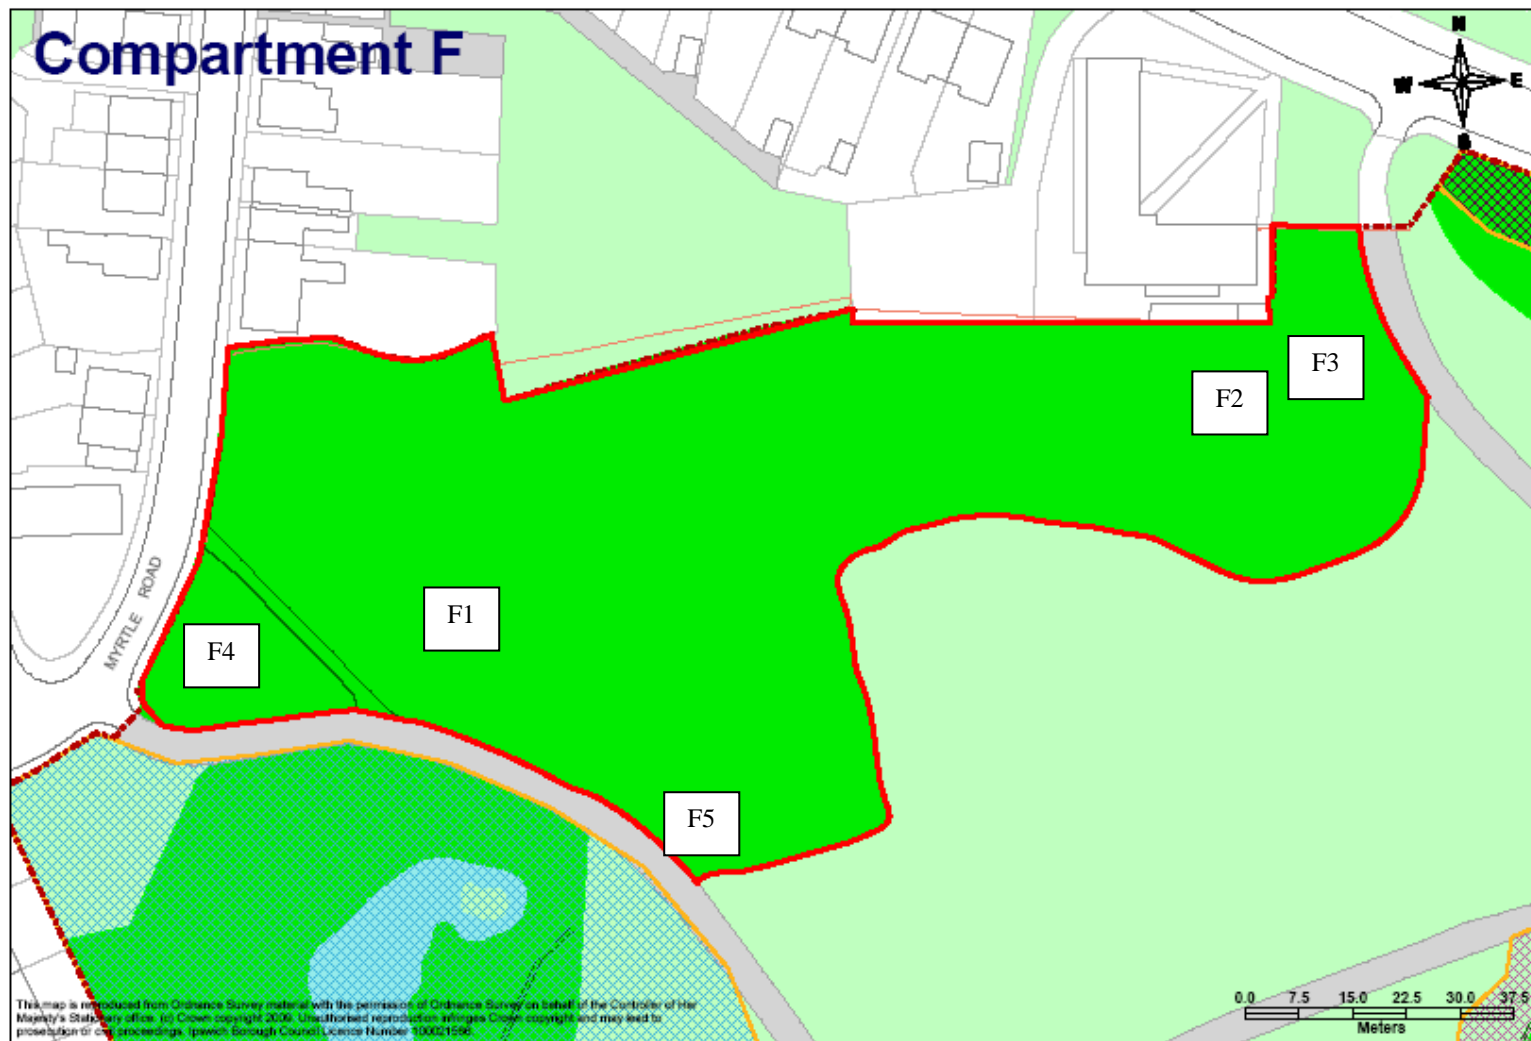 Compartment F
N
W E
S
F3
F2
F1
MYRTLE ROAD
F4
F5
This map is reproduced from Ordnance Survey material with the permission of Ordnance Survey on behalf of the Controller of Her
Majesty's Stationary office. (c) Crown copyright 2009. Unauthorised reproduction infringes Crown copyright and may lead to
prosecution or civil proceedings. Ipswich Borough Council Licence Number 100021566.
0.0 7.5 15.0 22.5 30.0 37.5
Meters